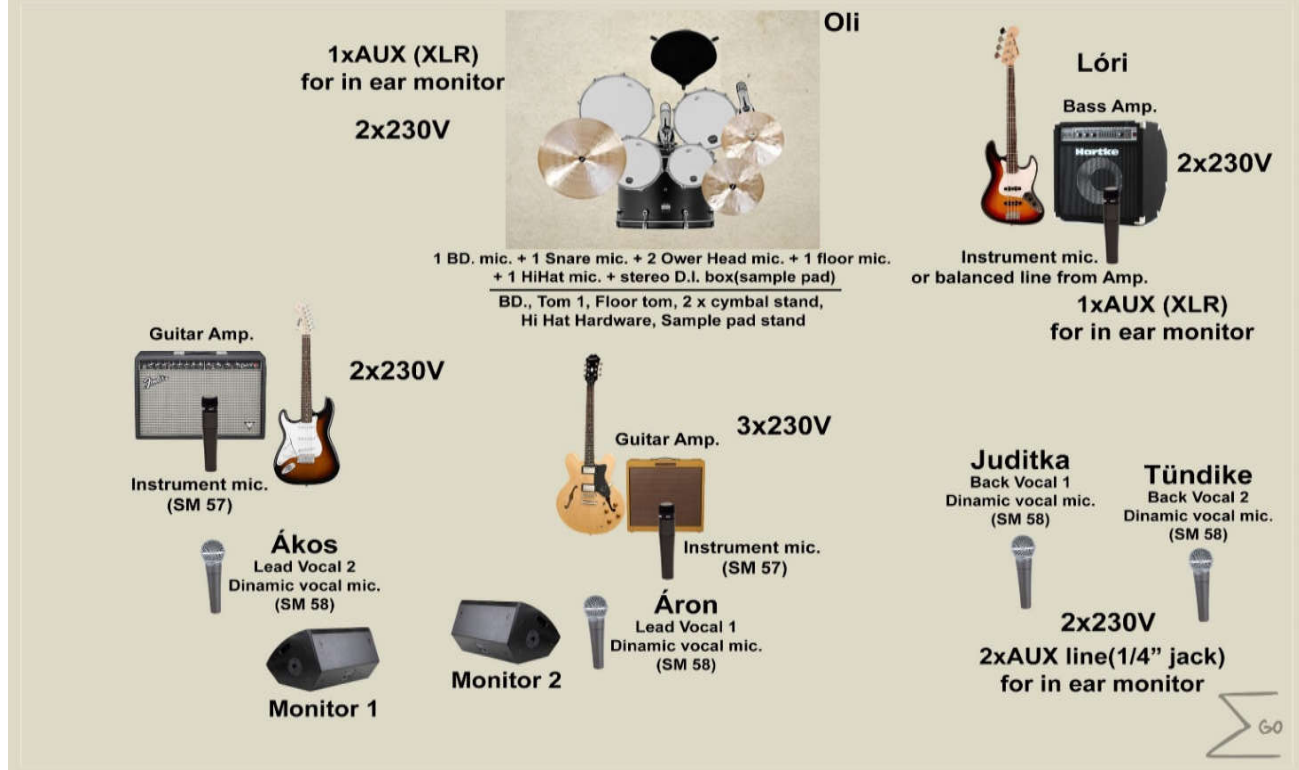 Oli
1xAUX (XLR)
for in ear monitor
2x230V
1 BD. mic. + 1 Snare mic. + 2 Ower Head mic. + 1 floor mic.
+ 1 HiHat mic. + stereo D.I. box(sample pad)
BD., Tom 1, Floor tom, 2 x cymbal stand,
Hi Hat Hardware, Sample pad stand
Lóri
Bass Amp.
Hartke
2x230V
Instrument mic.
or balanced line from Amp.
1xAUX (XLR)
for in ear monitor
Guitar Amp.
Fender
2x230V
Instrument mic.
(SM 57)
Ákos
Lead Vocal 2
Dinamic vocal mic.
(SM 58)
Monitor 1
Guitar Amp.
3x230V
Instrument mic.
(SM 57)
Áron
Lead Vocal 1
Dinamic vocal mic.
(SM 58)
Monitor 2
Juditka
Back Vocal 1
Dinamic vocal mic.
(SM 58)
Tündike
Back Vocal 2
Dinamic vocal mic.
(SM 58)
2x230V
2xAUX line(1/4” jack)
for in ear monitor
GO